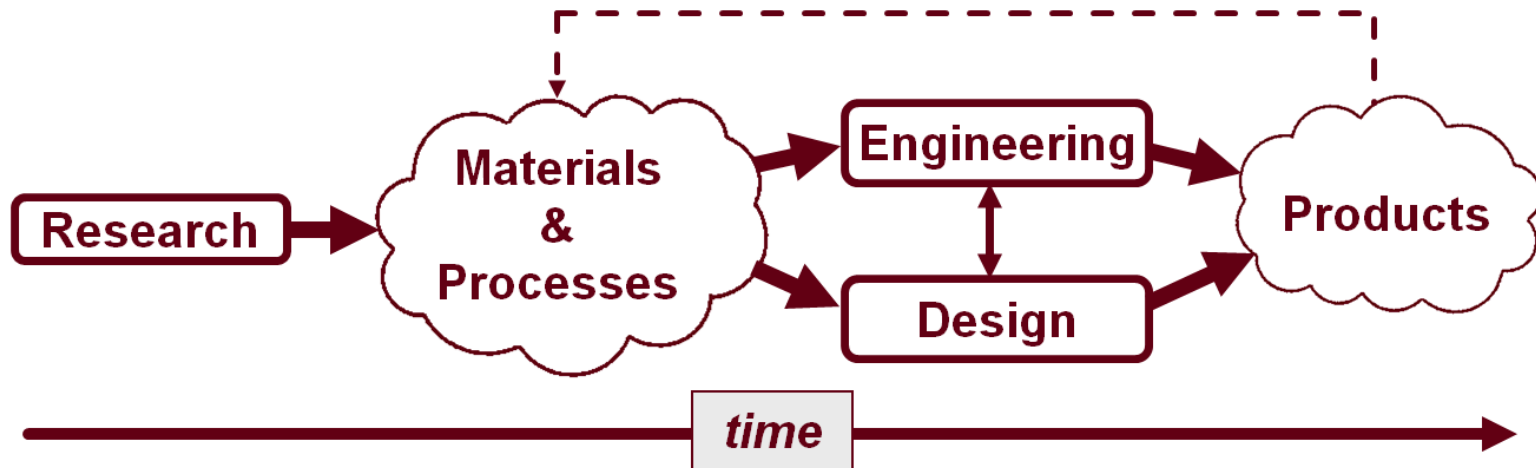 Research
Materials
&
Processes
Engineering
Design
Products
time